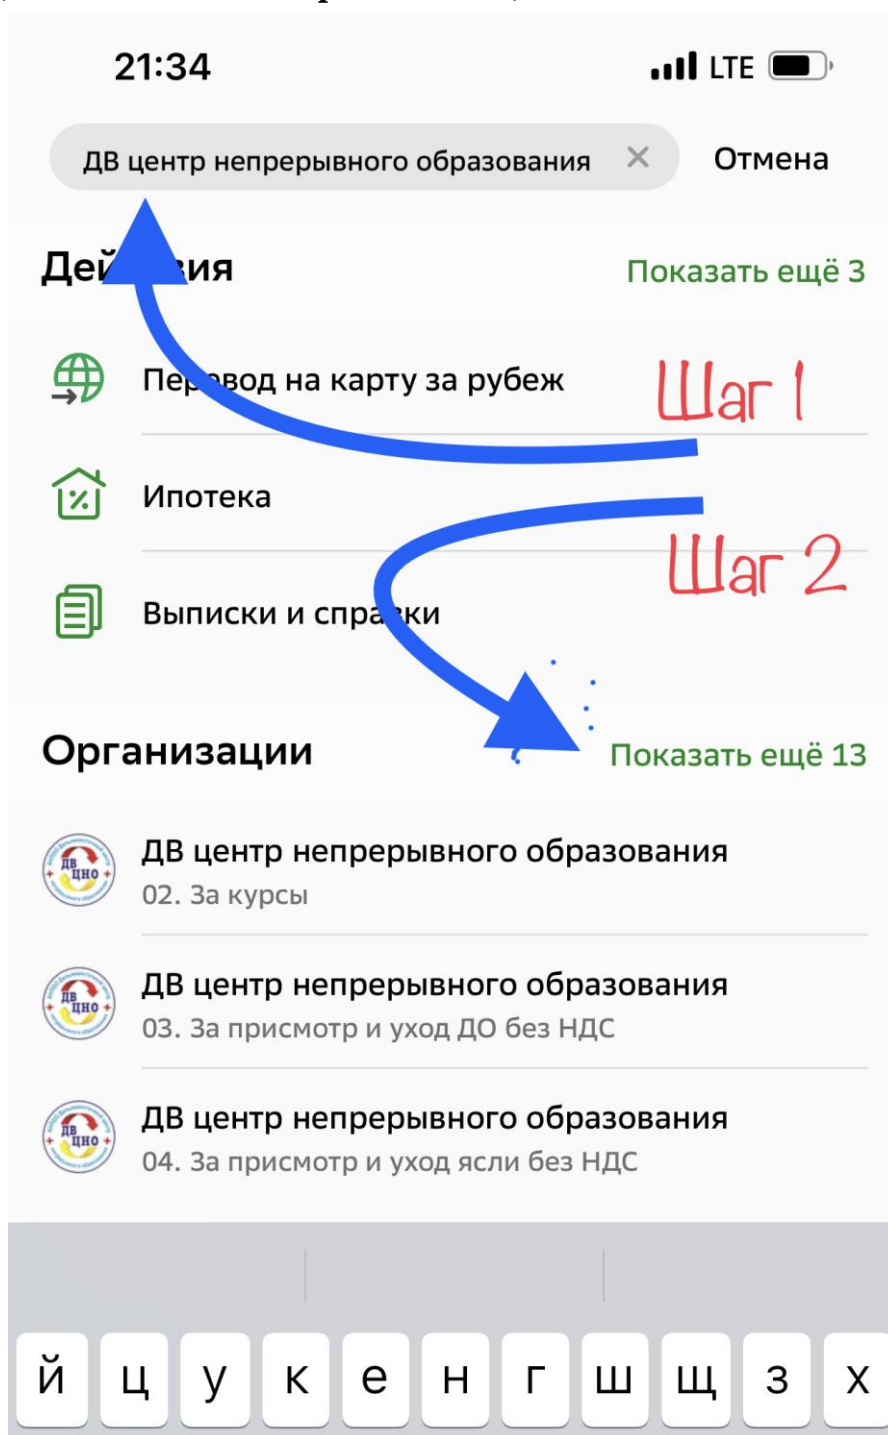 21:34 LTE
ДВ центр непрерывного образования Отмена
Действия Показать ещё 3
Перевод на карту за рубеж
Шаг 1
Ипотека
Шаг 2
Выписки и справки
Организации Показать ещё 13
ДВ центр непрерывного образования
02. За курсы
ДВ центр непрерывного образования
03. За присмотр и уход ДО без НДС
ДВ центр непрерывного образования
04. За присмотр и уход ясли без НДС
й ц у к е н г ш щ з х